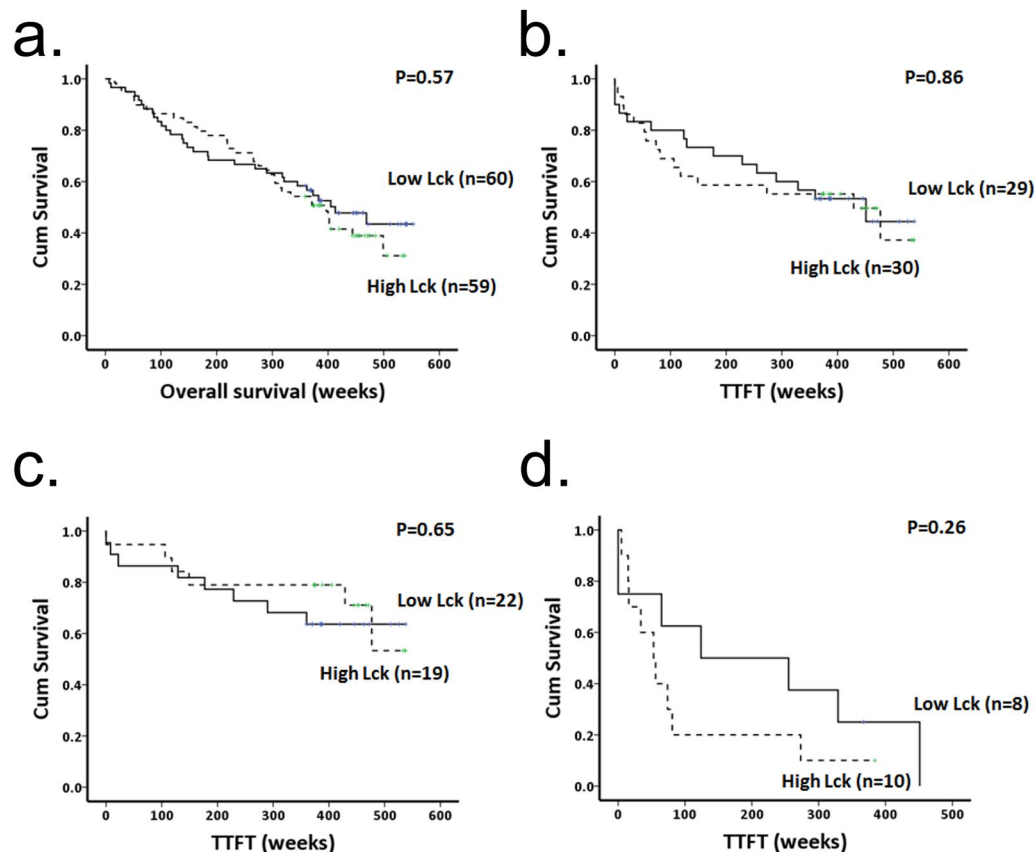 a.
P=0.57
1.0
0.8
0.6
0.4
0.2
0.0
Cum Survival
Low Lck (n=60)
High Lck (n=59)
0 100 200 300 400 500 600
Overall survival (weeks)
b.
P=0.86
1.0
0.8
0.6
0.4
0.2
0.0
Cum Survival
Low Lck (n=29)
High Lck (n=30)
0 100 200 300 400 500 600
TTFT (weeks)
c.
P=0.65
1.0
0.8
0.6
0.4
0.2
0.0
Cum Survival
Low Lck (n=22)
High Lck (n=19)
0 100 200 300 400 500 600
TTFT (weeks)
d.
P=0.26
1.0
0.8
0.6
0.4
0.2
0.0
Cum Survival
Low Lck (n=8)
High Lck (n=10)
0 100 200 300 400 500
TTFT (weeks)